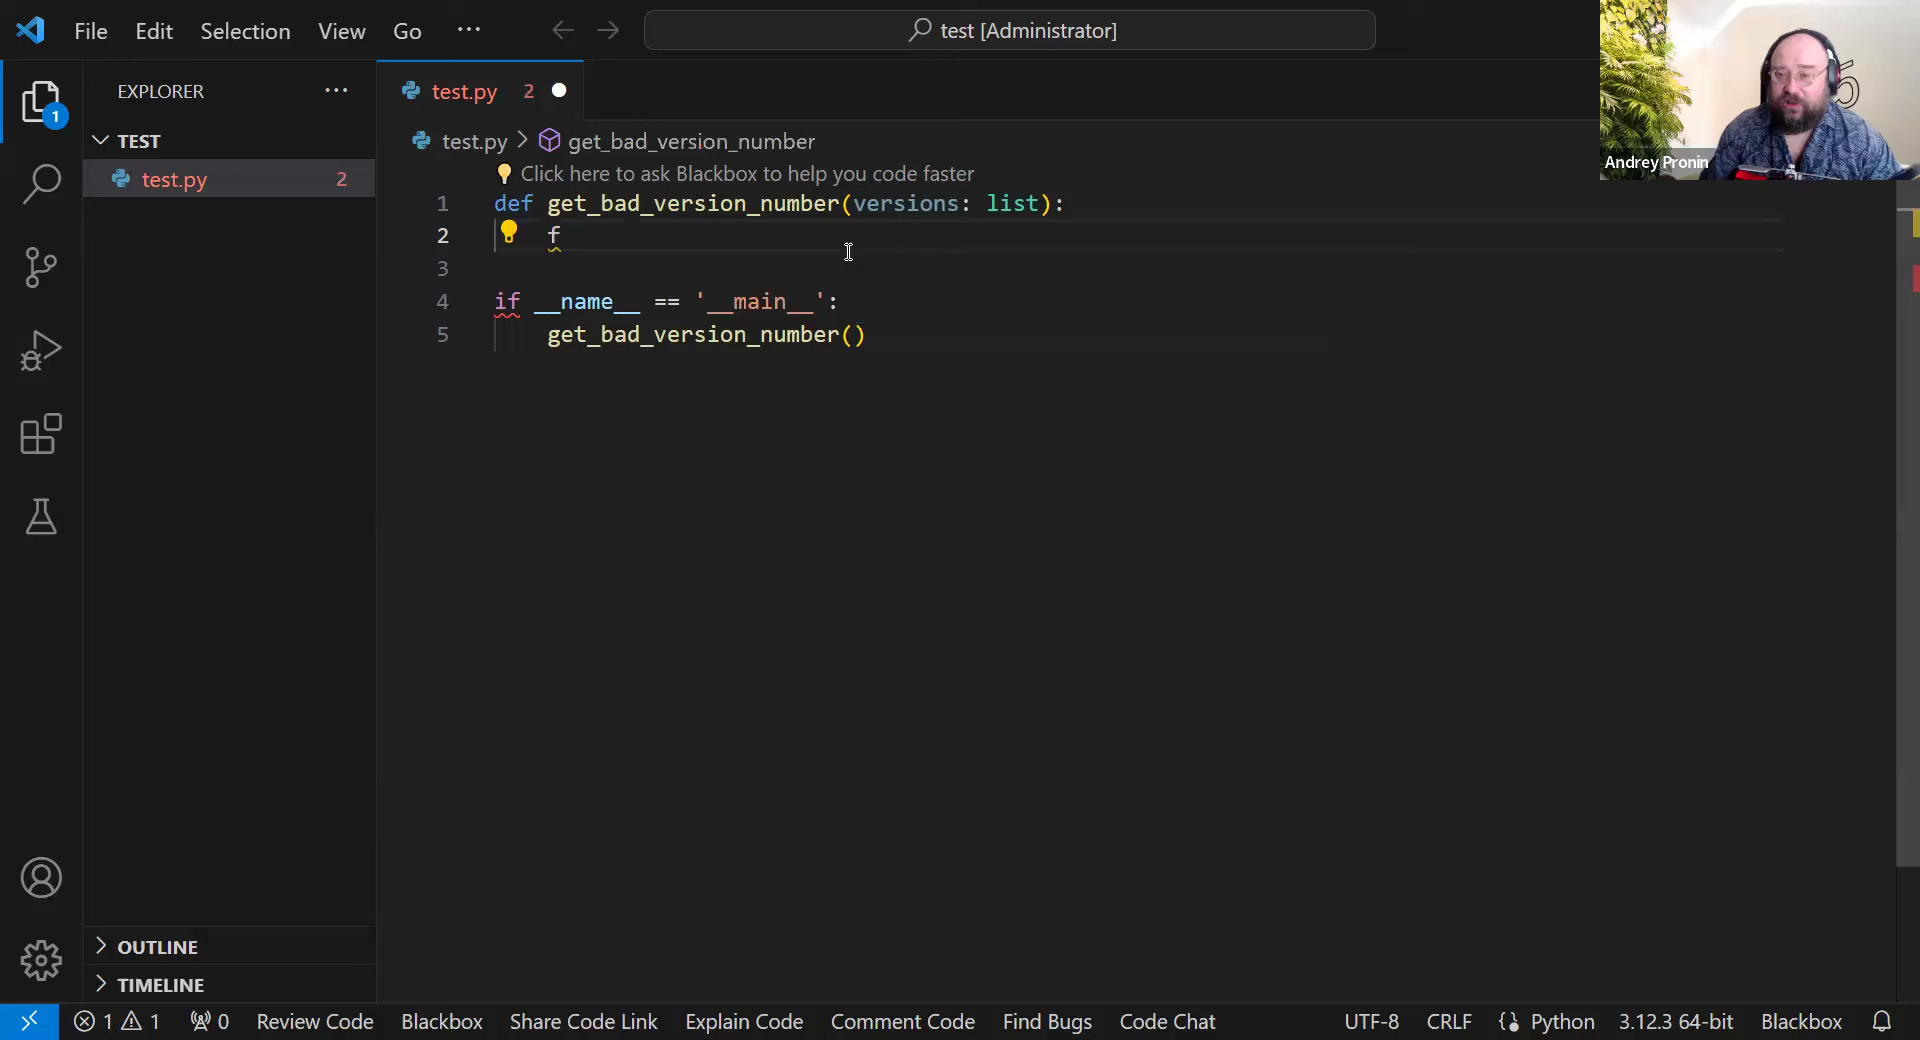 File Edit Selection View Go ···
test [Administrator]
EXPLORER ···
TEST
test.py 2
1
test.py 2
test.py > get_bad_version_number
Click here to ask Blackbox to help you code faster
1 def get_bad_version_number(versions: list):
2 f
3
4 if __name__ == '__main__':
5 get_bad_version_number()
Andrey Pronin
OUTLINE
TIMELINE
1 1 0 Review Code Blackbox Share Code Link Explain Code Comment Code Find Bugs Code Chat UTF-8 CRLF {} Python 3.12.3 64-bit Blackbox